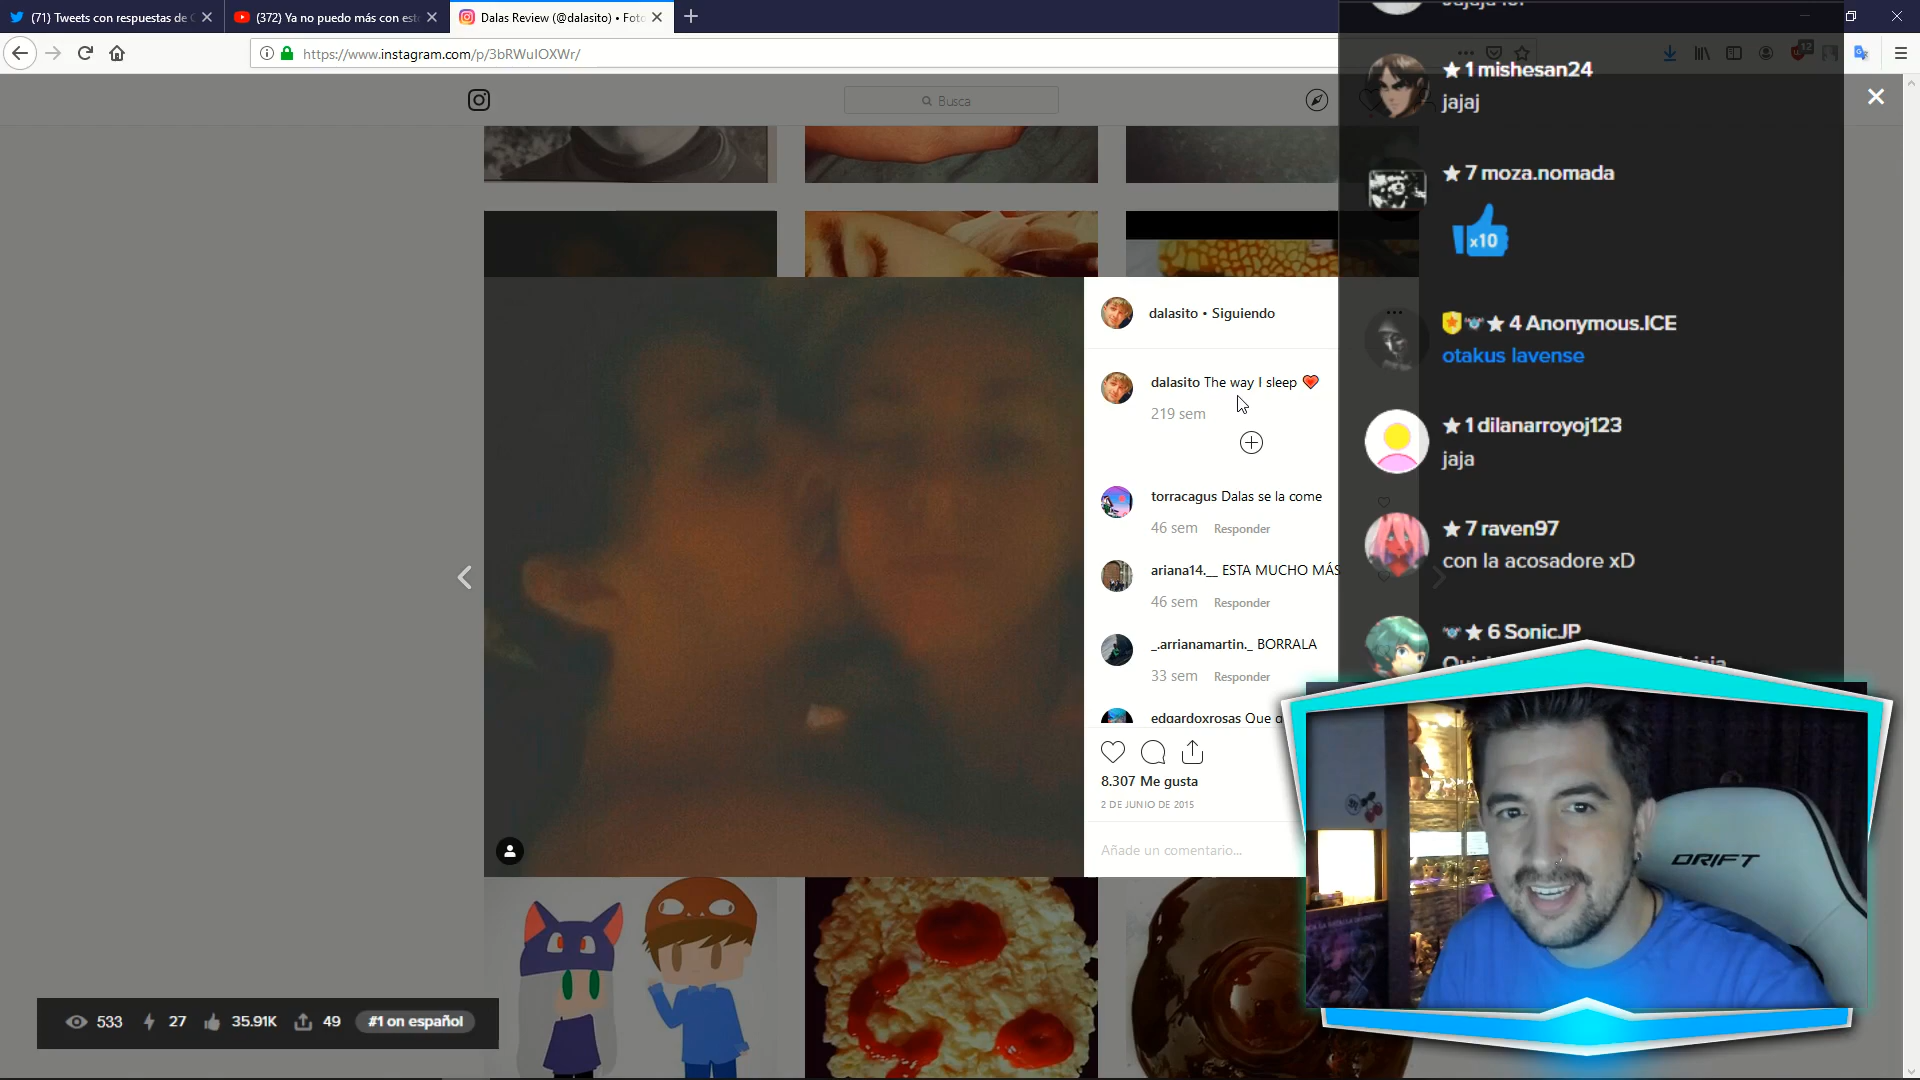 (71) Tweets con respuestas de
(372) Ya no puedo más con est
Dalas Review (@dalasito) • Fot
https://www.instagram.com/p/3bRWuIOXWr/
12
Busca
dalasito • Siguiendo
dalasito The way I sleep ❤
219 sem
torracagus Dalas se la come
46 sem Responder
ariana14.__ ESTA MUCHO MÁS
46 sem Responder
_.arrianamartin._ BORRALA
33 sem Responder
edgardoxrosas Que
8.307 Me gusta
2 DE JUNIO DE 2015
Añade un comentario...
★ 1 mishesan24
jajaj
★ 7 moza.nomada
x10
★ 4 Anonymous.ICE
otakus lavense
★ 1 dilanarroyoj123
jaja
★ 7 raven97
con la acosadore xD
★ 6 SonicJP
DRIFT
533 27 35.91K 49 #1 on español